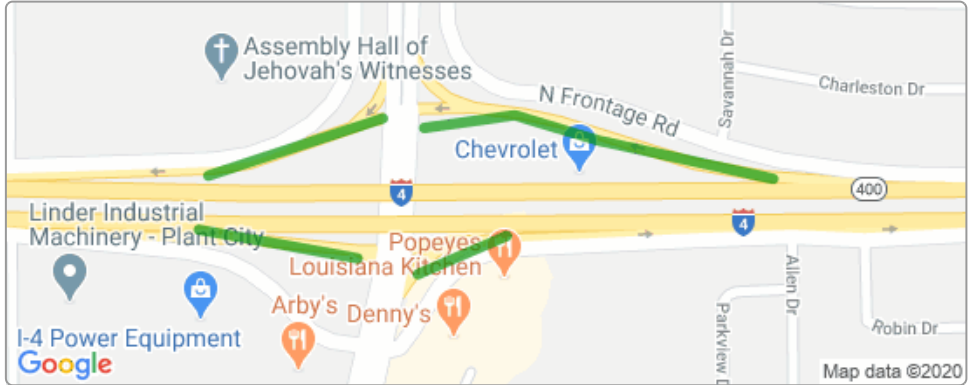 Assembly Hall of
Jehovah's Witnesses
Savannah Dr
Charleston Dr
N Frontage Rd
Chevrolet
4
400
Linder Industrial
Machinery - Plant City
4
Popeyes
Louisiana Kitchen
Allen Dr
Arby's
Denny's
Parkview D
Robin Dr
I-4 Power Equipment
Google
Map data ©2020